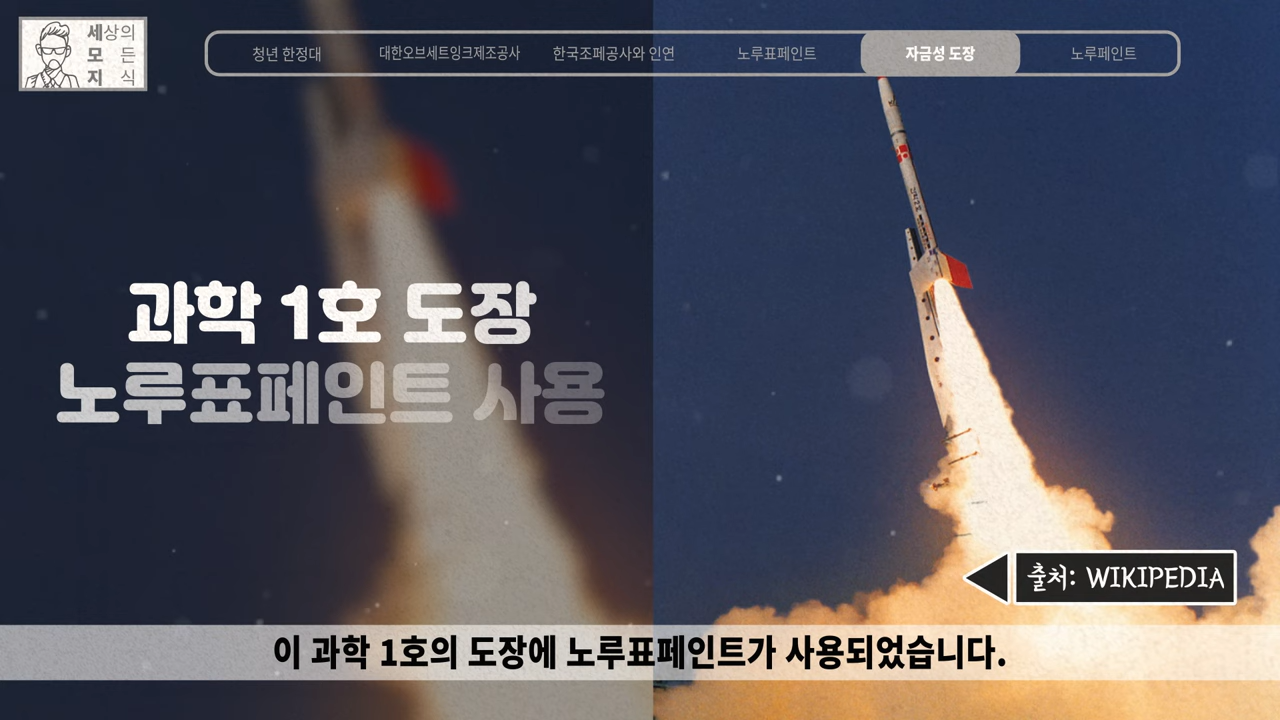 세상의
모든
지식
청년 한정대
대한오브세트잉크제조공사
한국조폐공사와 인연
노루표페인트
자금성 도장
노루페인트
과학 1호 도장
노루표페인트 사용
출처: WIKIPEDIA
이 과학 1호의 도장에 노루표페인트가 사용되었습니다.